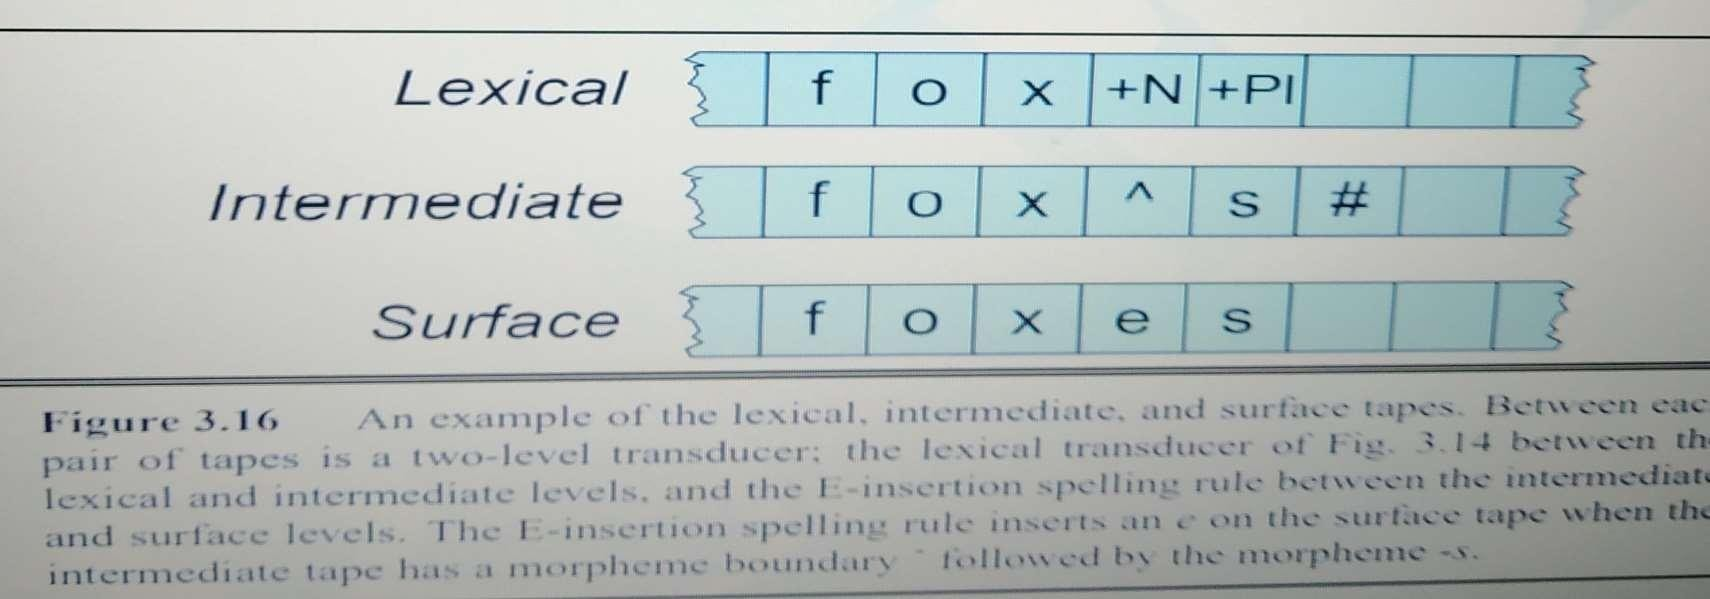 Lexical f o x +N +Pl
Intermediate f o x ^ s #
Surface f o x e s
Figure 3.16 An example of the lexical, intermediate, and surface tapes. Between eac
pair of tapes is a two-level transducer; the lexical transducer of Fig. 3.14 between th
lexical and intermediate levels, and the E-insertion spelling rule between the intermediate
and surface levels. The E-insertion spelling rule inserts an e on the surface tape when the
intermediate tape has a morpheme boundary ^ followed by the morpheme -s.